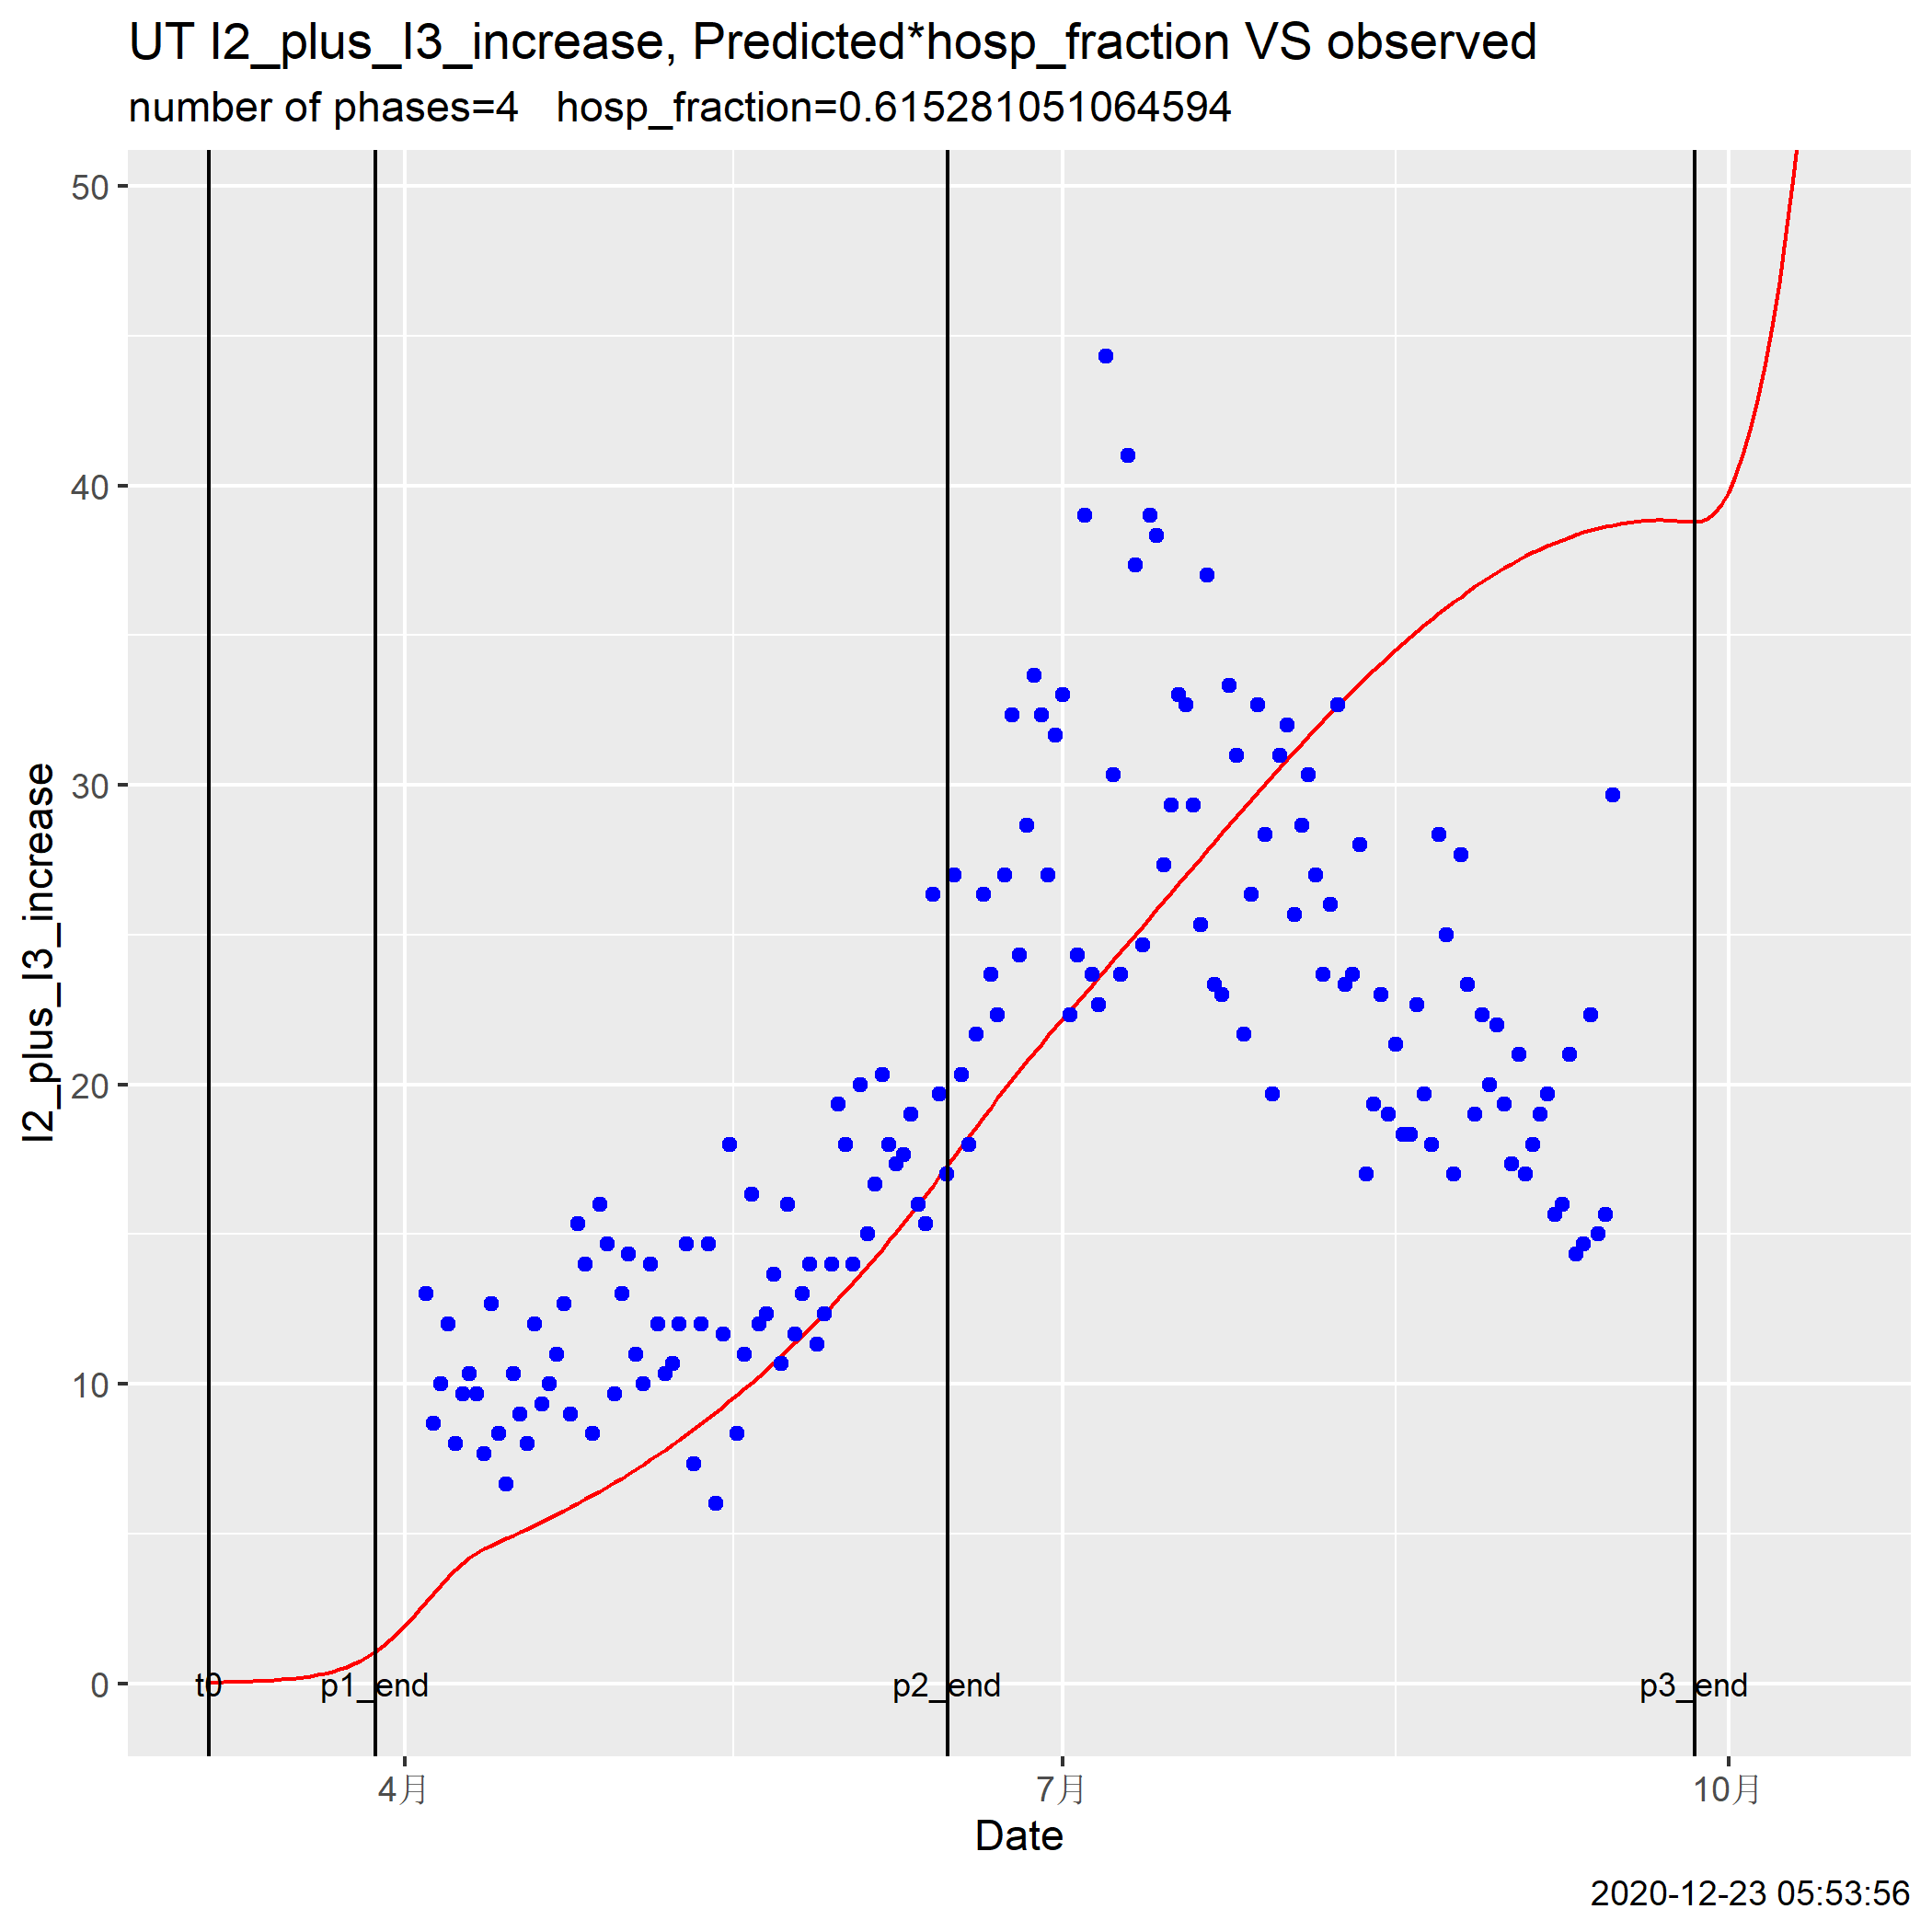 UT I2_plus_I3_increase, Predicted*hosp_fraction VS observed
number of phases=4 hosp_fraction=0.615281051064594
I2_plus_I3_increase
50
40
30
20
10
0
t0
p1_end
p2_end
p3_end
4月
7月
10月
Date
2020-12-23 05:53:56